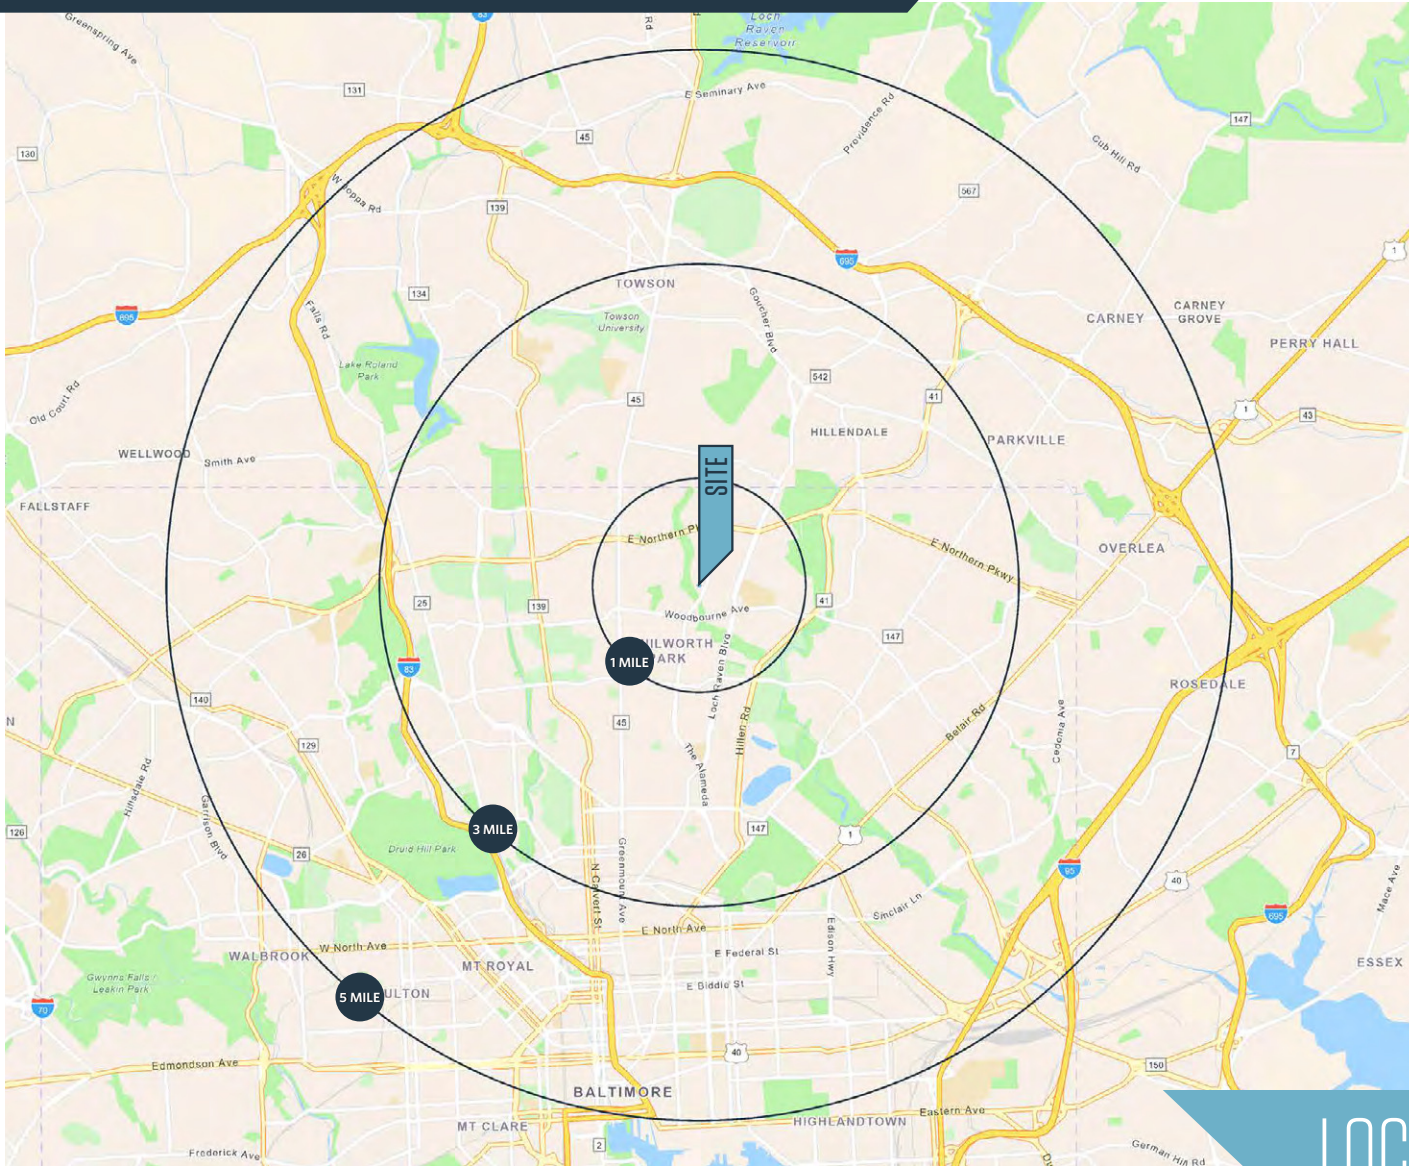 83
Loch
Raven
Reservoir
Rd
Greenspring Ave
131
E Seminary Ave
Providence Rd
147
130
45
Cub Hill Rd
567
139
695
1
134
TOWSON
Goucher Blvd
CARNEY
GROVE
CARNEY
695
Falls Rd
Towson
University
PERRY HALL
Lake Roland
Park
542
Old Court Rd
45
41
1
43
HILLENDALE
PARKVILLE
WELLWOOD
Smith Ave
SITE
FALLSTAFF
E Northern
E Northern Pkwy
OVERLEA
25
139
41
Woodbourne Ave
147
1 MILE
PARK
83
Loch Raven Blvd
ROSEDALE
140
N
45
Hillen Rd
Belair Rd
Cedonia Ave
129
7
The Alameda
Hillsdale Rd
Garrison Blvd
126
3 MILE
147
1
Druid Hill Park
26
Greenmount Ave
N Calvert St
95
40
Mace Ave
Sinclair Ln
695
E North Ave
Edison Hwy
W North Ave
WALBROOK
MT ROYAL
E Federal St
ESSEX
Gwynns Falls /
Leakin Park
E Biddle St
5 MILE
ULTON
70
40
Edmondson Ave
150
BALTIMORE
Eastern Ave
MT CLARE
HIGHLANDTOWN
2
Frederick Ave
German Hill Rd
LOC